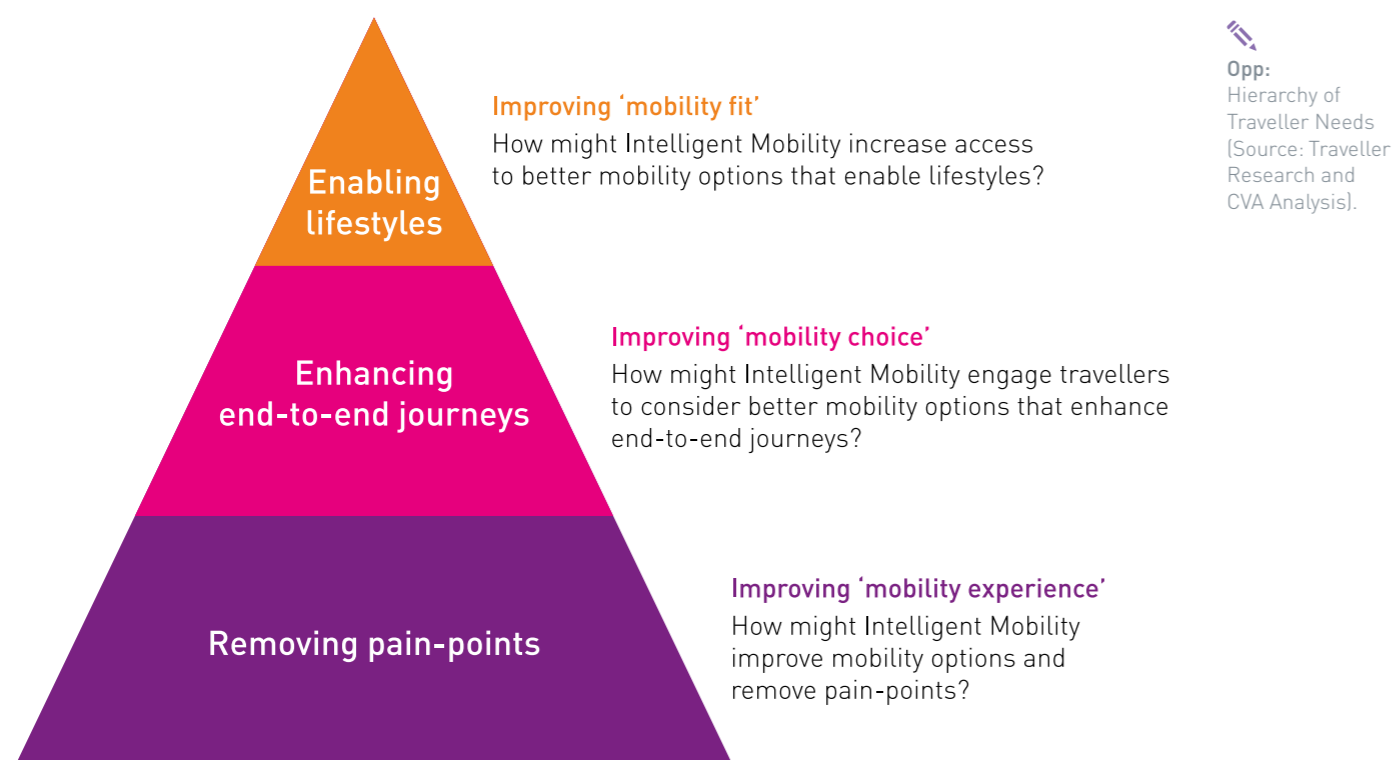 Enabling
lifestyles
Improving ‘mobility fit’
How might Intelligent Mobility increase access
to better mobility options that enable lifestyles?
Enhancing
end-to-end journeys
Improving ‘mobility choice’
How might Intelligent Mobility engage travellers
to consider better mobility options that enhance
end-to-end journeys?
Removing pain-points
Improving ‘mobility experience’
How might Intelligent Mobility
improve mobility options and
remove pain-points?
Opp:
Hierarchy of
Traveller Needs
(Source: Traveller
Research and
CVA Analysis).